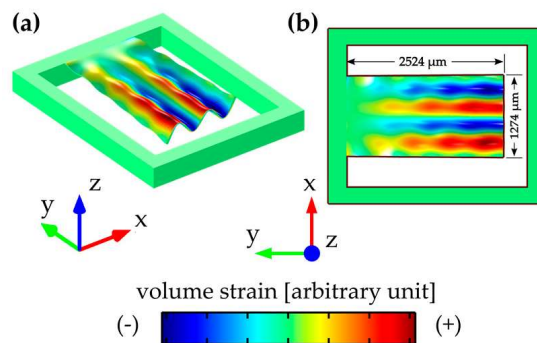 (a)
(b)
2524 μm
1274 μm
z
y
x
x
y
z
volume strain [arbitrary unit]
(-)
(+)